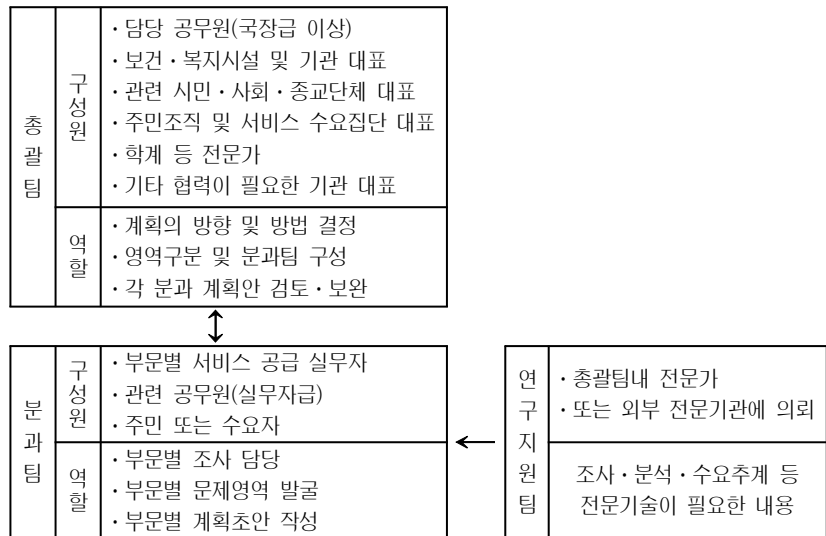 총괄팀
구성원
· 담당 공무원(국장급 이상)
· 보건·복지시설 및 기관 대표
· 관련 시민·사회·종교단체 대표
· 주민조직 및 서비스 수요집단 대표
· 학계 등 전문가
· 기타 협력이 필요한 기관 대표
역할
· 계획의 방향 및 방법 결정
· 영역구분 및 분과팀 구성
· 각 분과 계획안 검토·보완
분과팀
구성원
· 부문별 서비스 공급 실무자
· 관련 공무원(실무자급)
· 주민 또는 수요자
역할
· 부문별 조사 담당
· 부문별 문제영역 발굴
· 부문별 계획초안 작성
연구지원팀
· 총괄팀내 전문가
· 또는 외부 전문기관에 의뢰
조사·분석·수요추계 등
전문기술이 필요한 내용